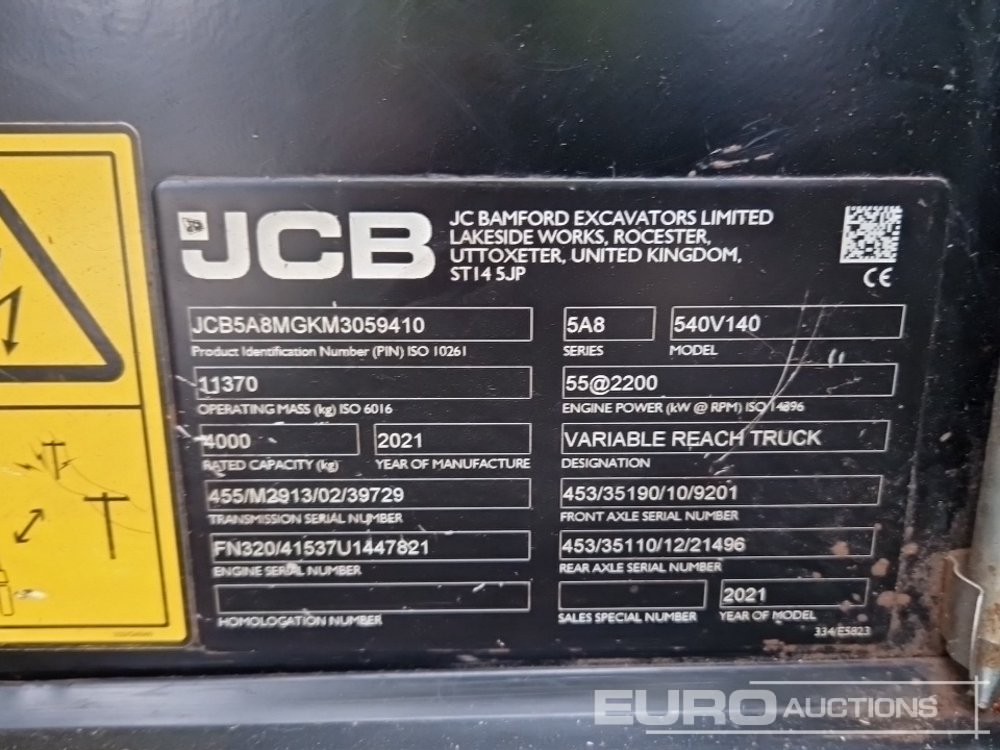 JCB
JC BAMFORD EXCAVATORS LIMITED
LAKESIDE WORKS, ROCESTER,
UTTOXETER, UNITED KINGDOM,
ST14 5JP
CE
JCB5A8MGKM3059410
Product Identification Number (PIN) ISO 10261
5A8
SERIES
540V140
MODEL
11370
OPERATING MASS (kg) ISO 6016
55@2200
ENGINE POWER (kW @ RPM) ISO 14396
4000
RATED CAPACITY (kg)
2021
YEAR OF MANUFACTURE
VARIABLE REACH TRUCK
DESIGNATION
455/M2913/02/39729
TRANSMISSION SERIAL NUMBER
453/35190/10/9201
FRONT AXLE SERIAL NUMBER
FN320/41537U1447821
ENGINE SERIAL NUMBER
453/35110/12/21496
REAR AXLE SERIAL NUMBER
HOMOLOGATION NUMBER
SALES SPECIAL NUMBER
2021
YEAR OF MODEL
334/E5823
EURO AUCTIONS